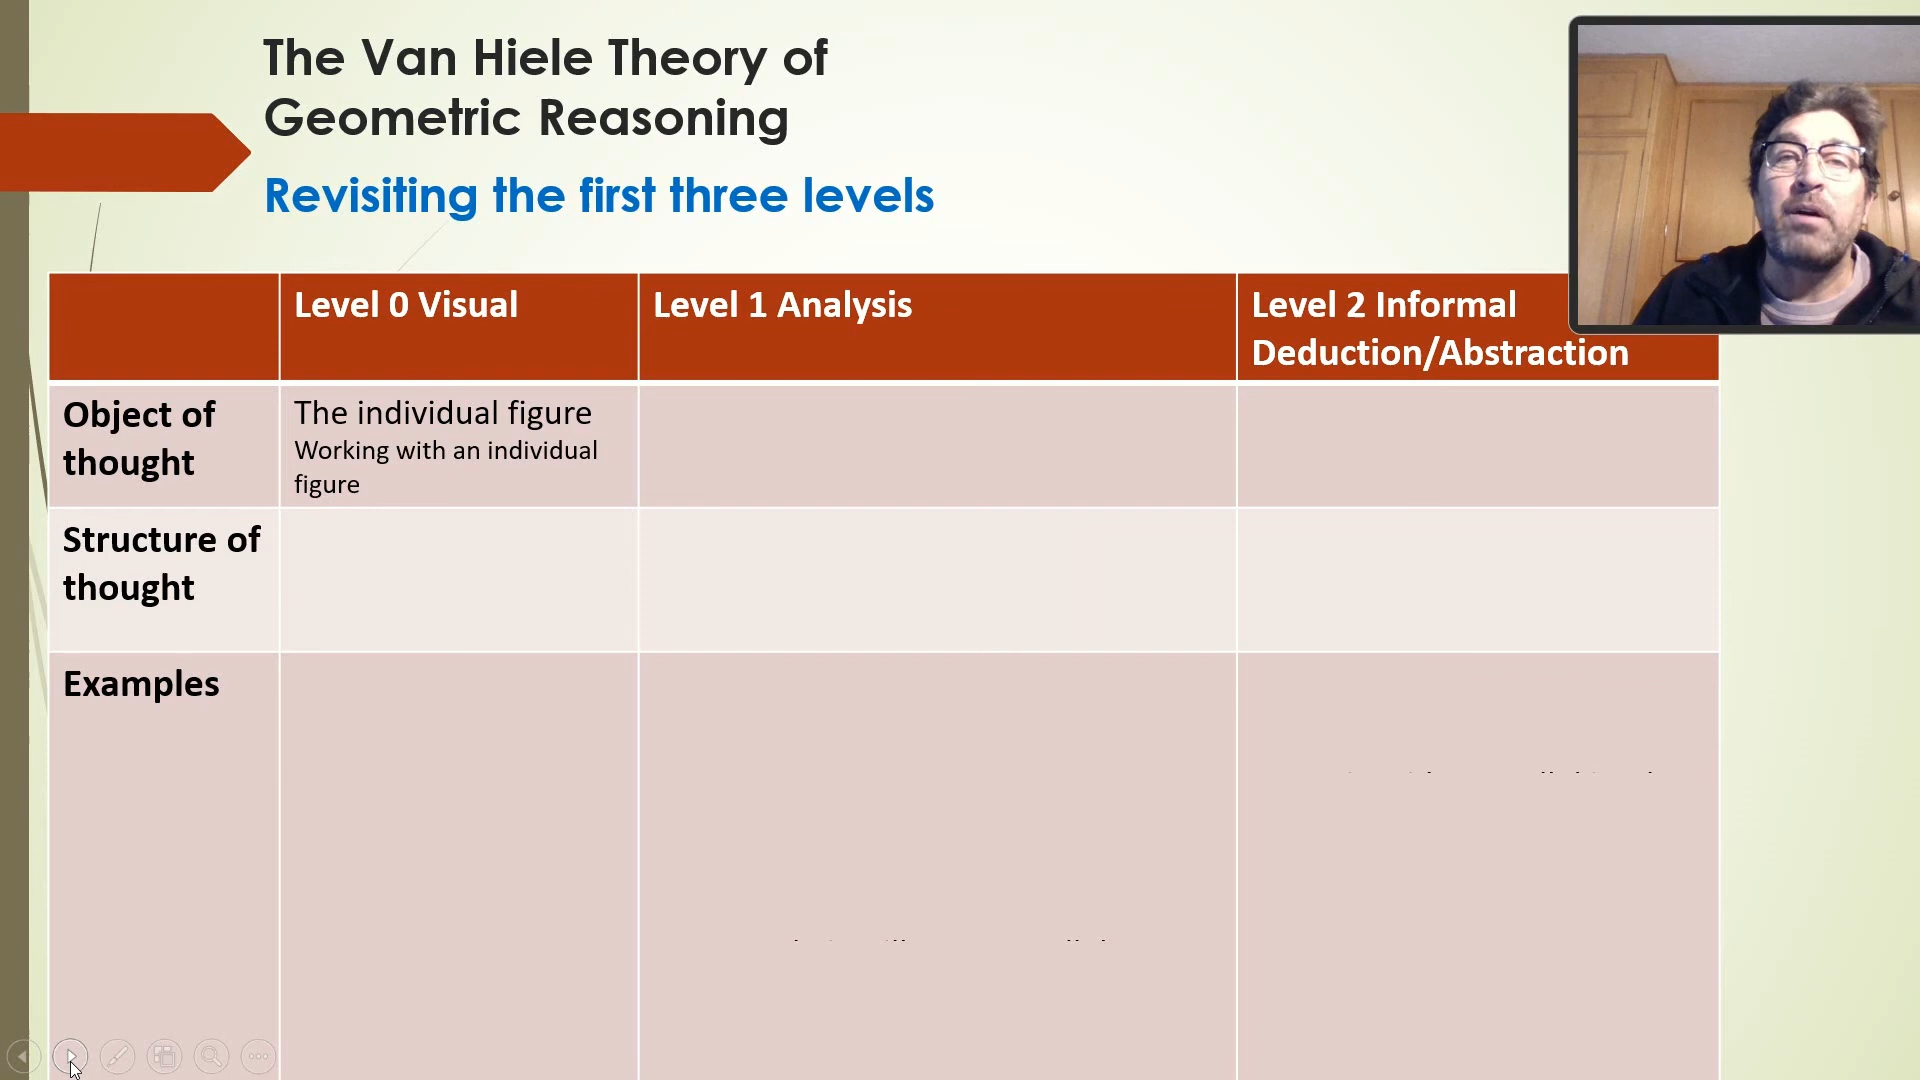 The Van Hiele Theory of
Geometric Reasoning
Revisiting the first three levels
Level 0 Visual
Level 1 Analysis
Level 2 Informal
Deduction/Abstraction
Object of
thought
The individual figure
Working with an individual
figure
Structure of
thought
Examples